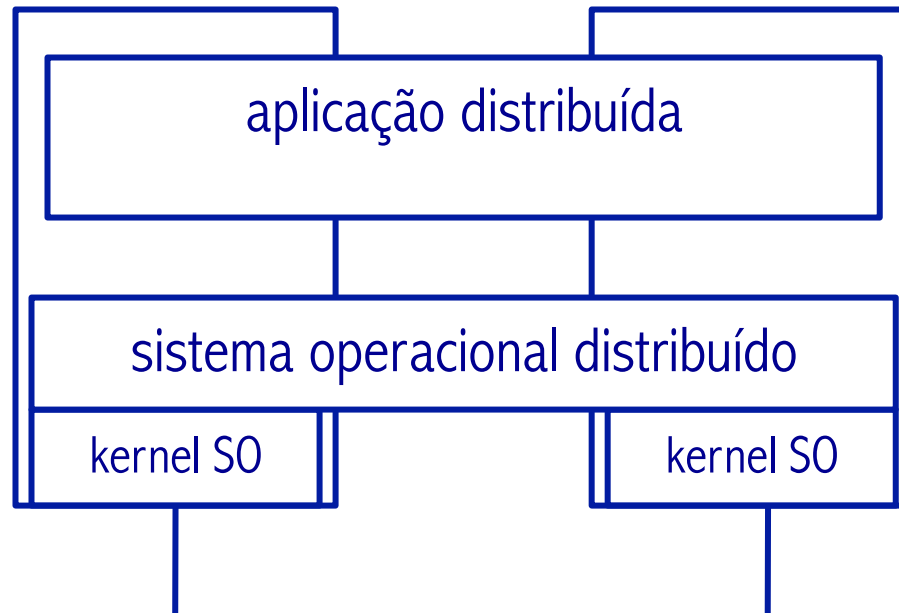 aplicação distribuída
sistema operacional distribuído
kernel SO
kernel SO